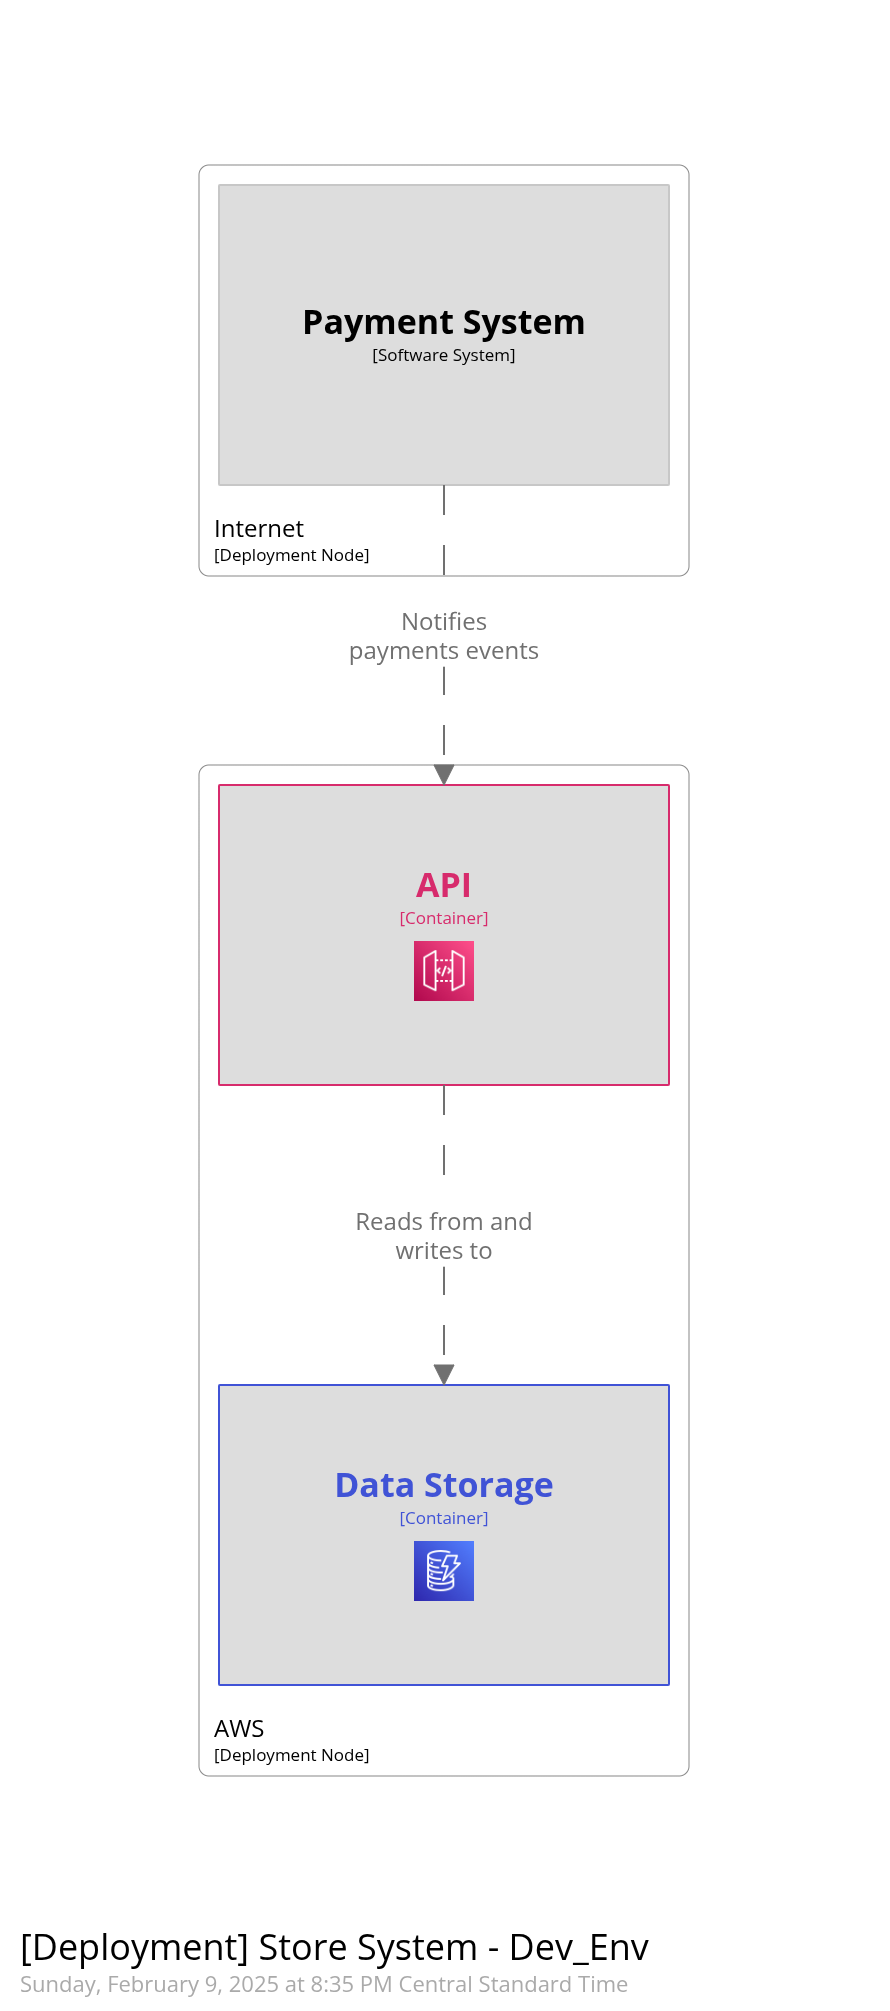 Payment System
[Software System]
Internet
[Deployment Node]
Notifies
payments events
API
[Container]
Reads from and
writes to
Data Storage
[Container]
AWS
[Deployment Node]
[Deployment] Store System - Dev_Env
Sunday, February 9, 2025 at 8:35 PM Central Standard Time